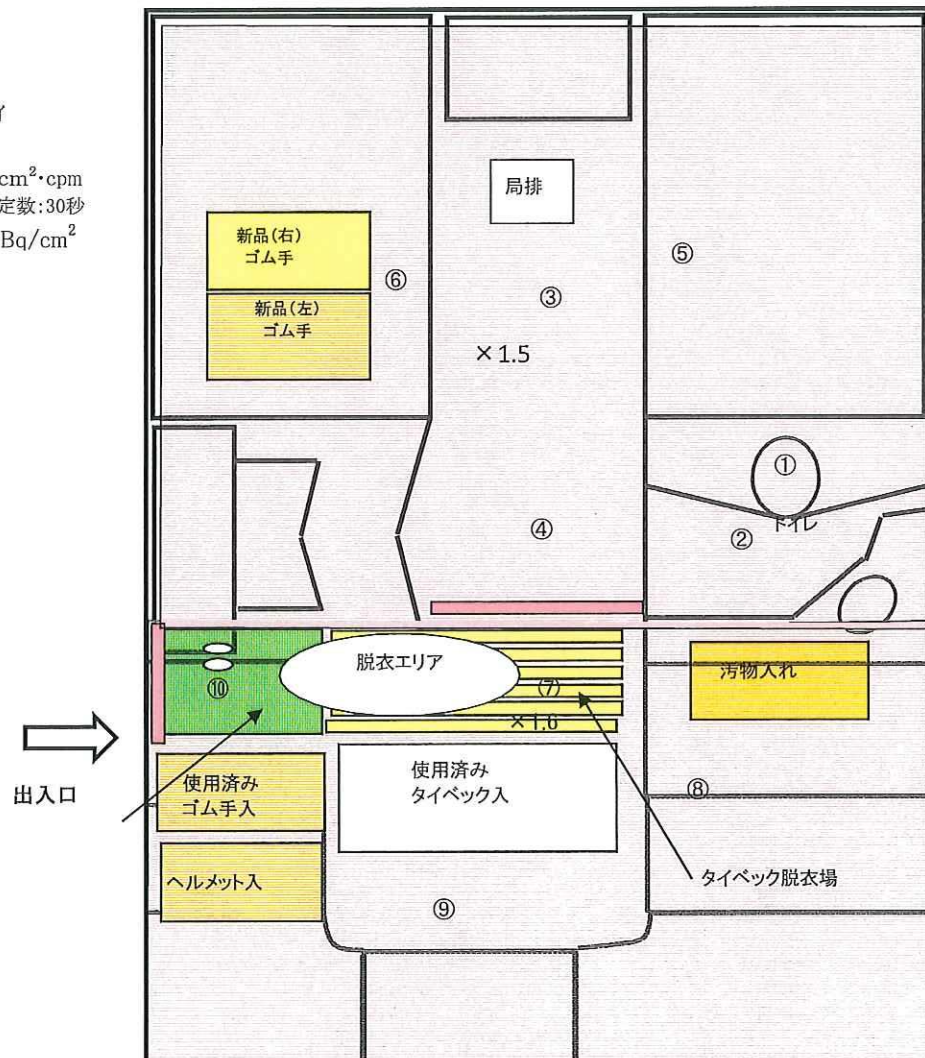 cm²・cpm
定数:30秒
Bq/cm²
局排
新品(右)
ゴム手
新品(左)
ゴム手
⑥
③
⑤
×1.5
①
トイレ
②
④
脱衣エリア
⑩
(7)
×1.6
汚物入れ
出入口
使用済み
ゴム手入
使用済み
タイベック入
⑧
ヘルメット入
⑨
タイベック脱衣場